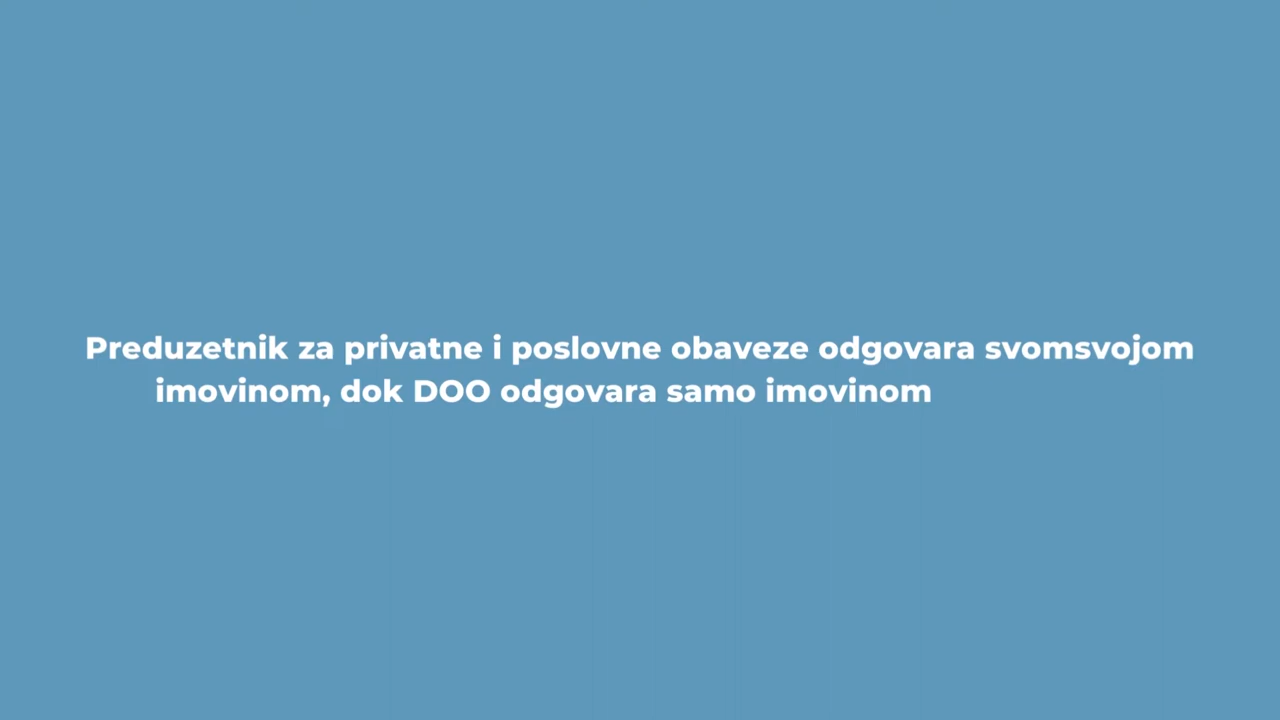 Preduzetnik za privatne i poslovne obaveze odgovara svomsvojom
imovinom, dok DOO odgovara samo imovinom